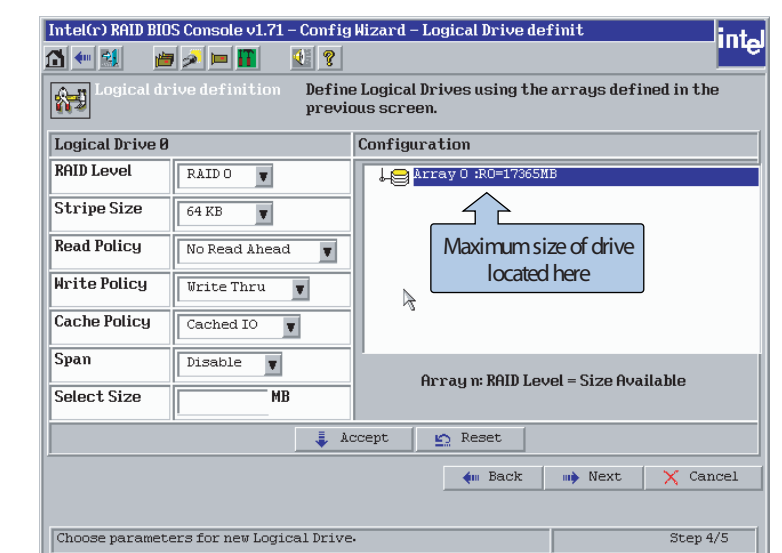 Intel(r) RAID BIOS Console v1.71 – Config Wizard – Logical Drive definit
intel
Logical drive definition
Define Logical Drives using the arrays defined in the
previous screen.
Logical Drive 0
Configuration
RAID Level
RAID 0
Array 0 :R0=17365MB
Stripe Size
64 KB
Read Policy
No Read Ahead
Maximum size of drive
located here
Write Policy
Write Thru
Cache Policy
Cached IO
Span
Disable
Array n: RAID Level = Size Available
Select Size
MB
Accept
Reset
Back
Next
Cancel
Choose parameters for new Logical Drive.
Step 4/5